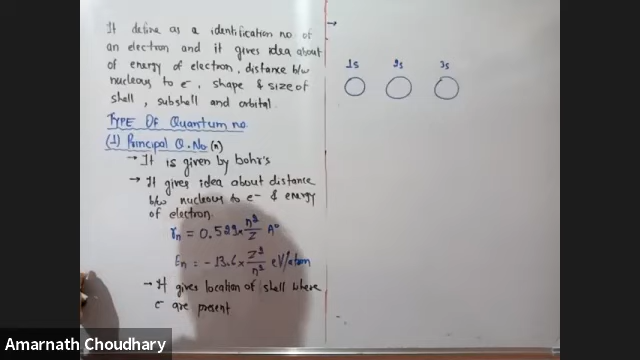 It define as a identification no. of
an electron and it gives idea about
of energy of electron, distance b/w
nucleous to e-, shape & size of
shell, subshell and orbital.
TYPE OF Quantum no.
(1) Principal Q.No (n)
→ It is given by bohr's
→ It gives idea about distance
b/w nucleous to e- & energy
of electron.
rn = 0.529 x n²/Z A°
En = -13.6 x Z²/n² eV/atom
→ It gives location of shell where
e- are present
→
1s 2s 3s
Amarnath Choudhary